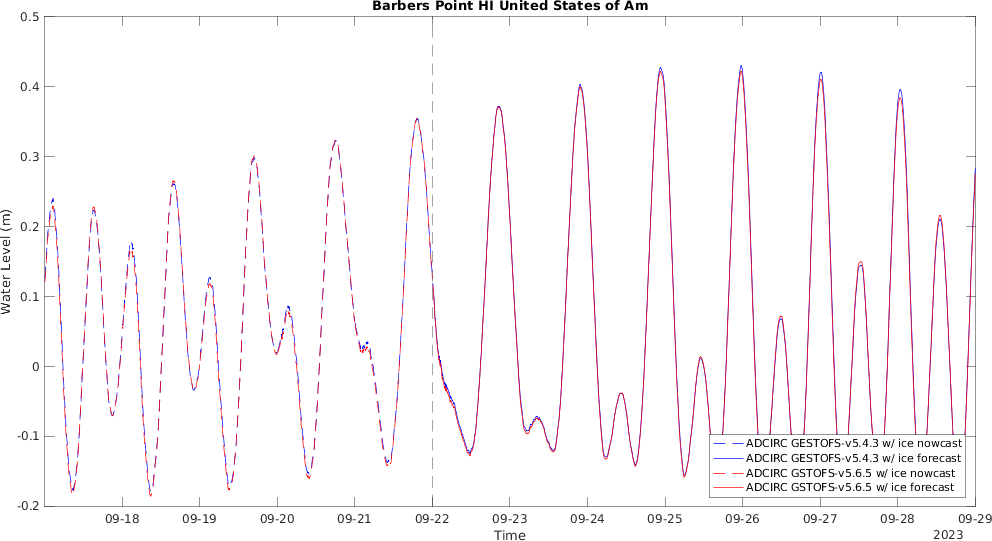 Barbers Point HI United States of Am
0.5
0.4
0.3
0.2
0.1
0
-0.1
-0.2
Water Level (m)
ADCIRC GESTOFS-v5.4.3 w/ ice nowcast
ADCIRC GESTOFS-v5.4.3 w/ ice forecast
ADCIRC GSTOFS-v5.6.5 w/ ice nowcast
ADCIRC GSTOFS-v5.6.5 w/ ice forecast
09-18 09-19 09-20 09-21 09-22 09-23 09-24 09-25 09-26 09-27 09-28 09-29
Time 2023